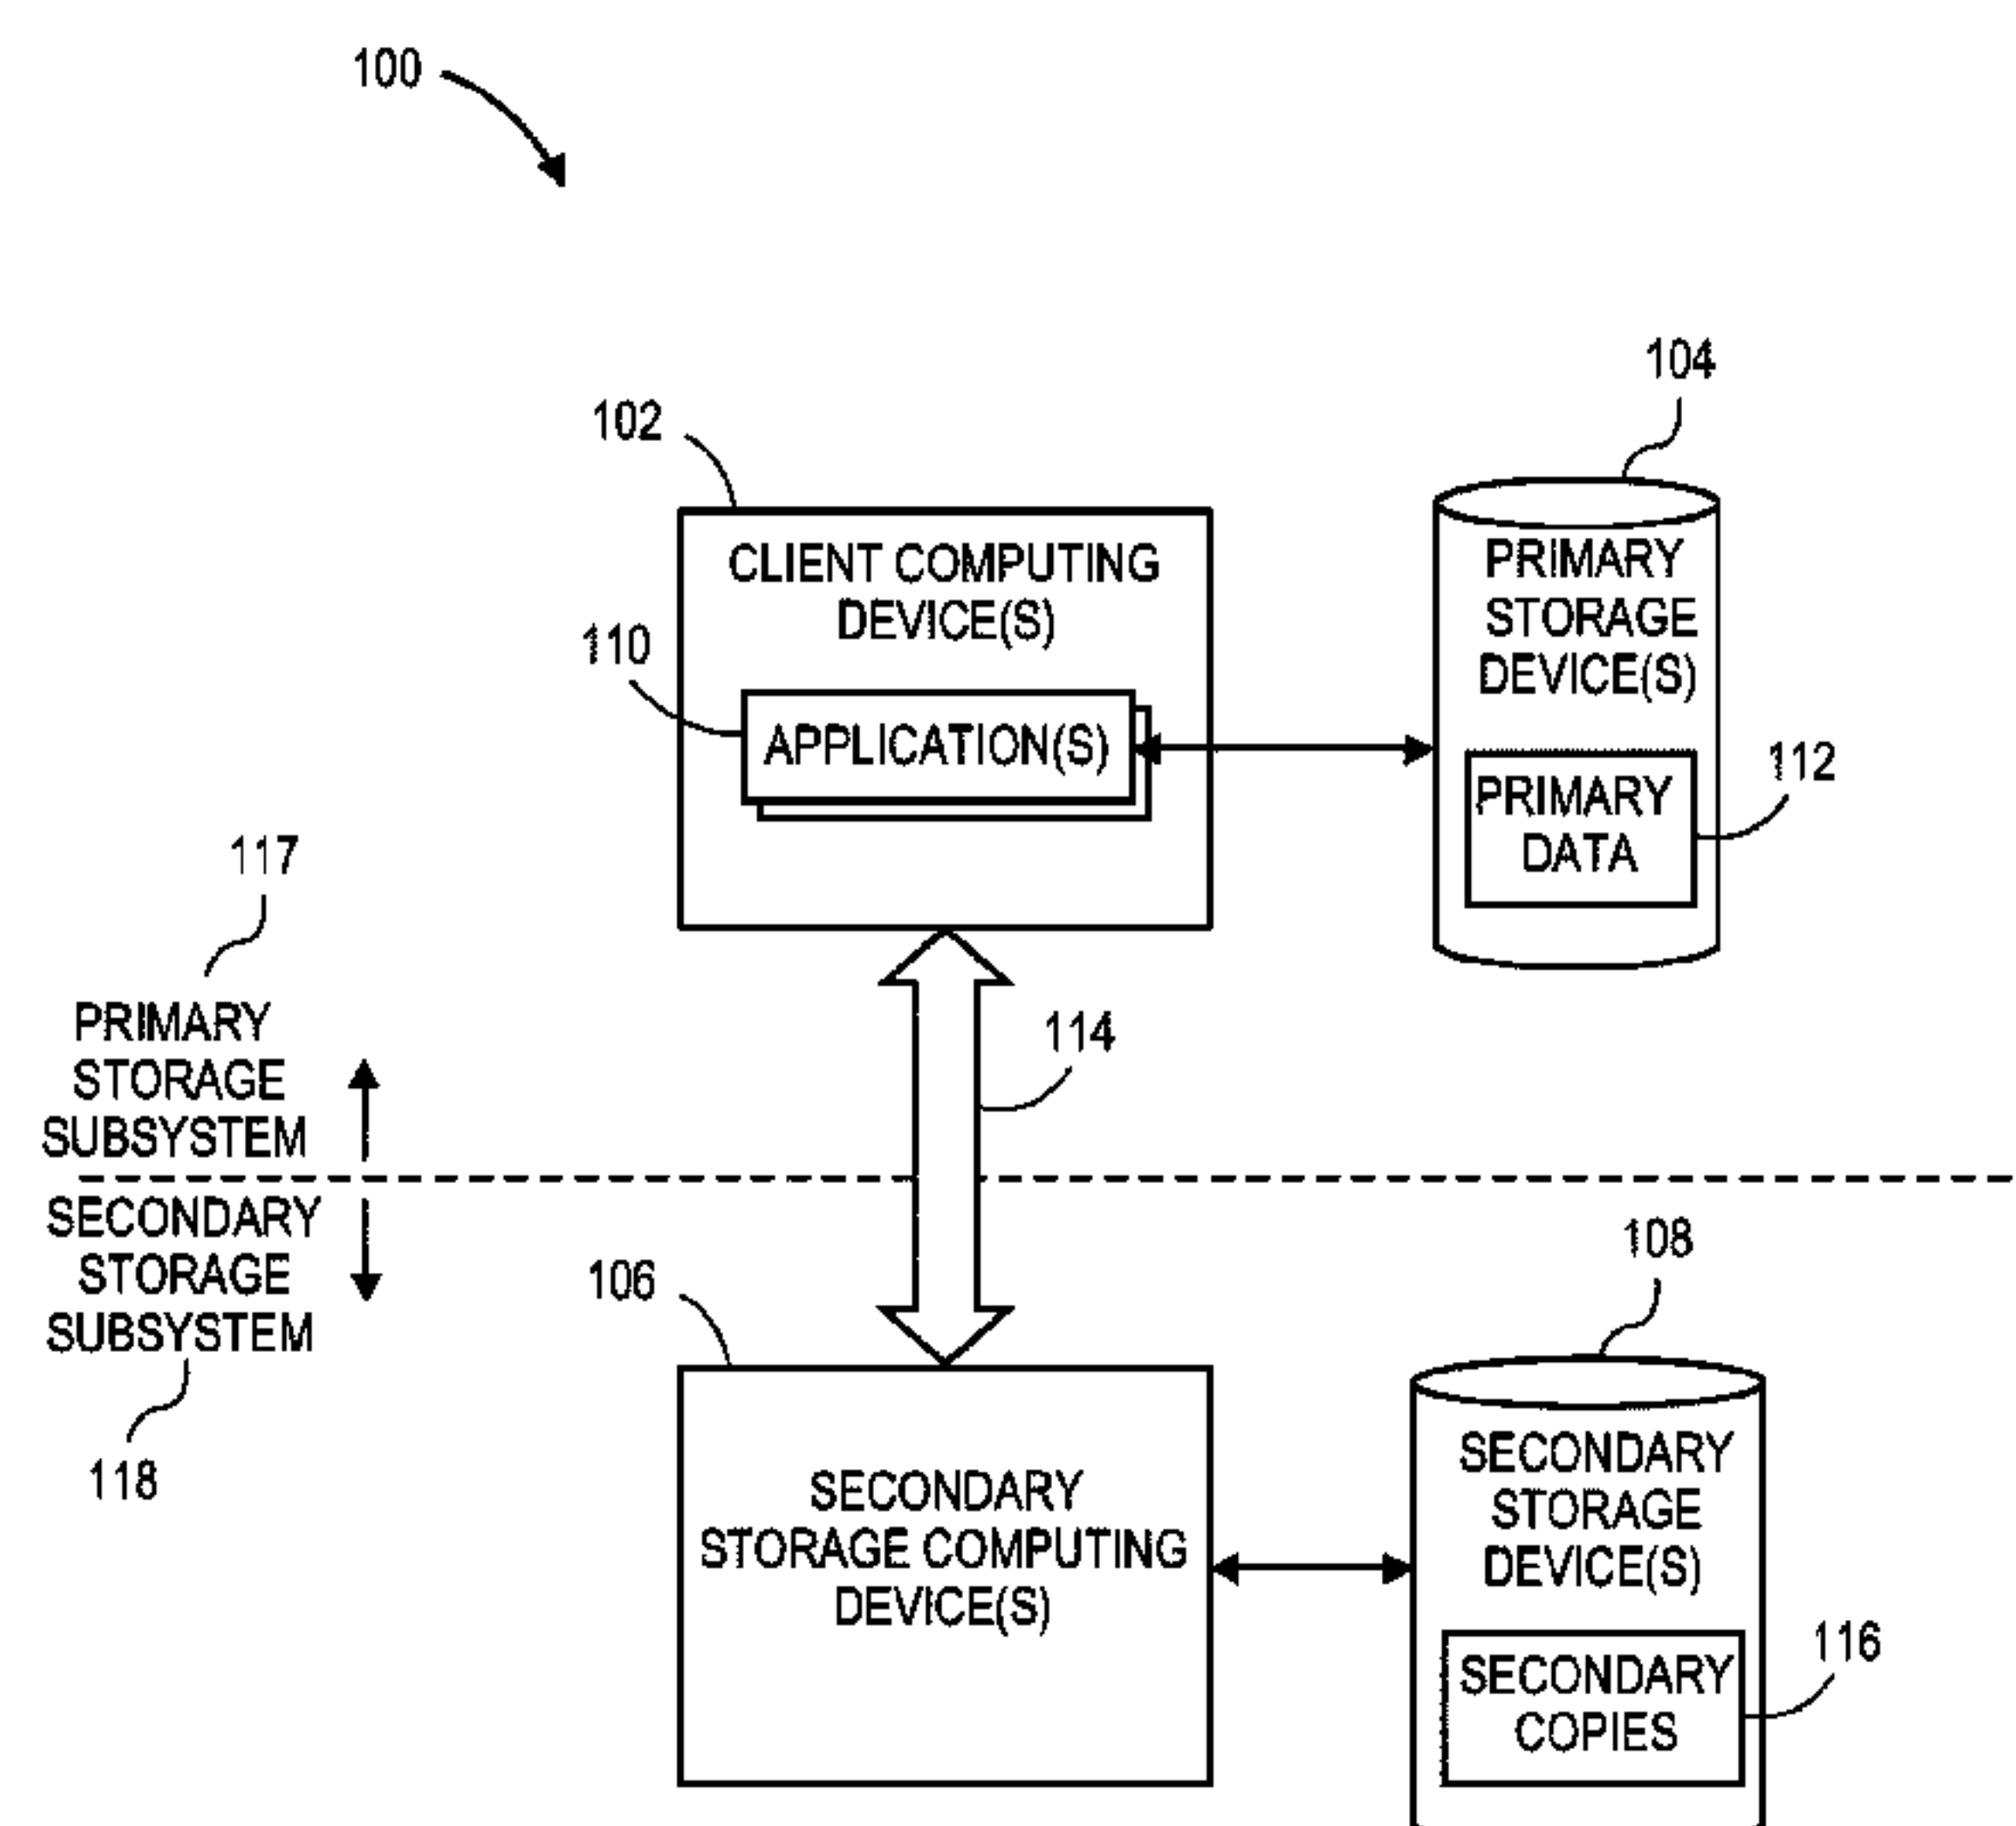 100
104
102
CLIENT COMPUTING
DEVICE(S)
110
APPLICATION(S)
PRIMARY
STORAGE
DEVICE(S)
112
PRIMARY
DATA
117
PRIMARY
STORAGE
SUBSYSTEM
114
SECONDARY
STORAGE
SUBSYSTEM
118
106
SECONDARY
STORAGE COMPUTING
DEVICE(S)
108
SECONDARY
STORAGE
DEVICE(S)
116
SECONDARY
COPIES